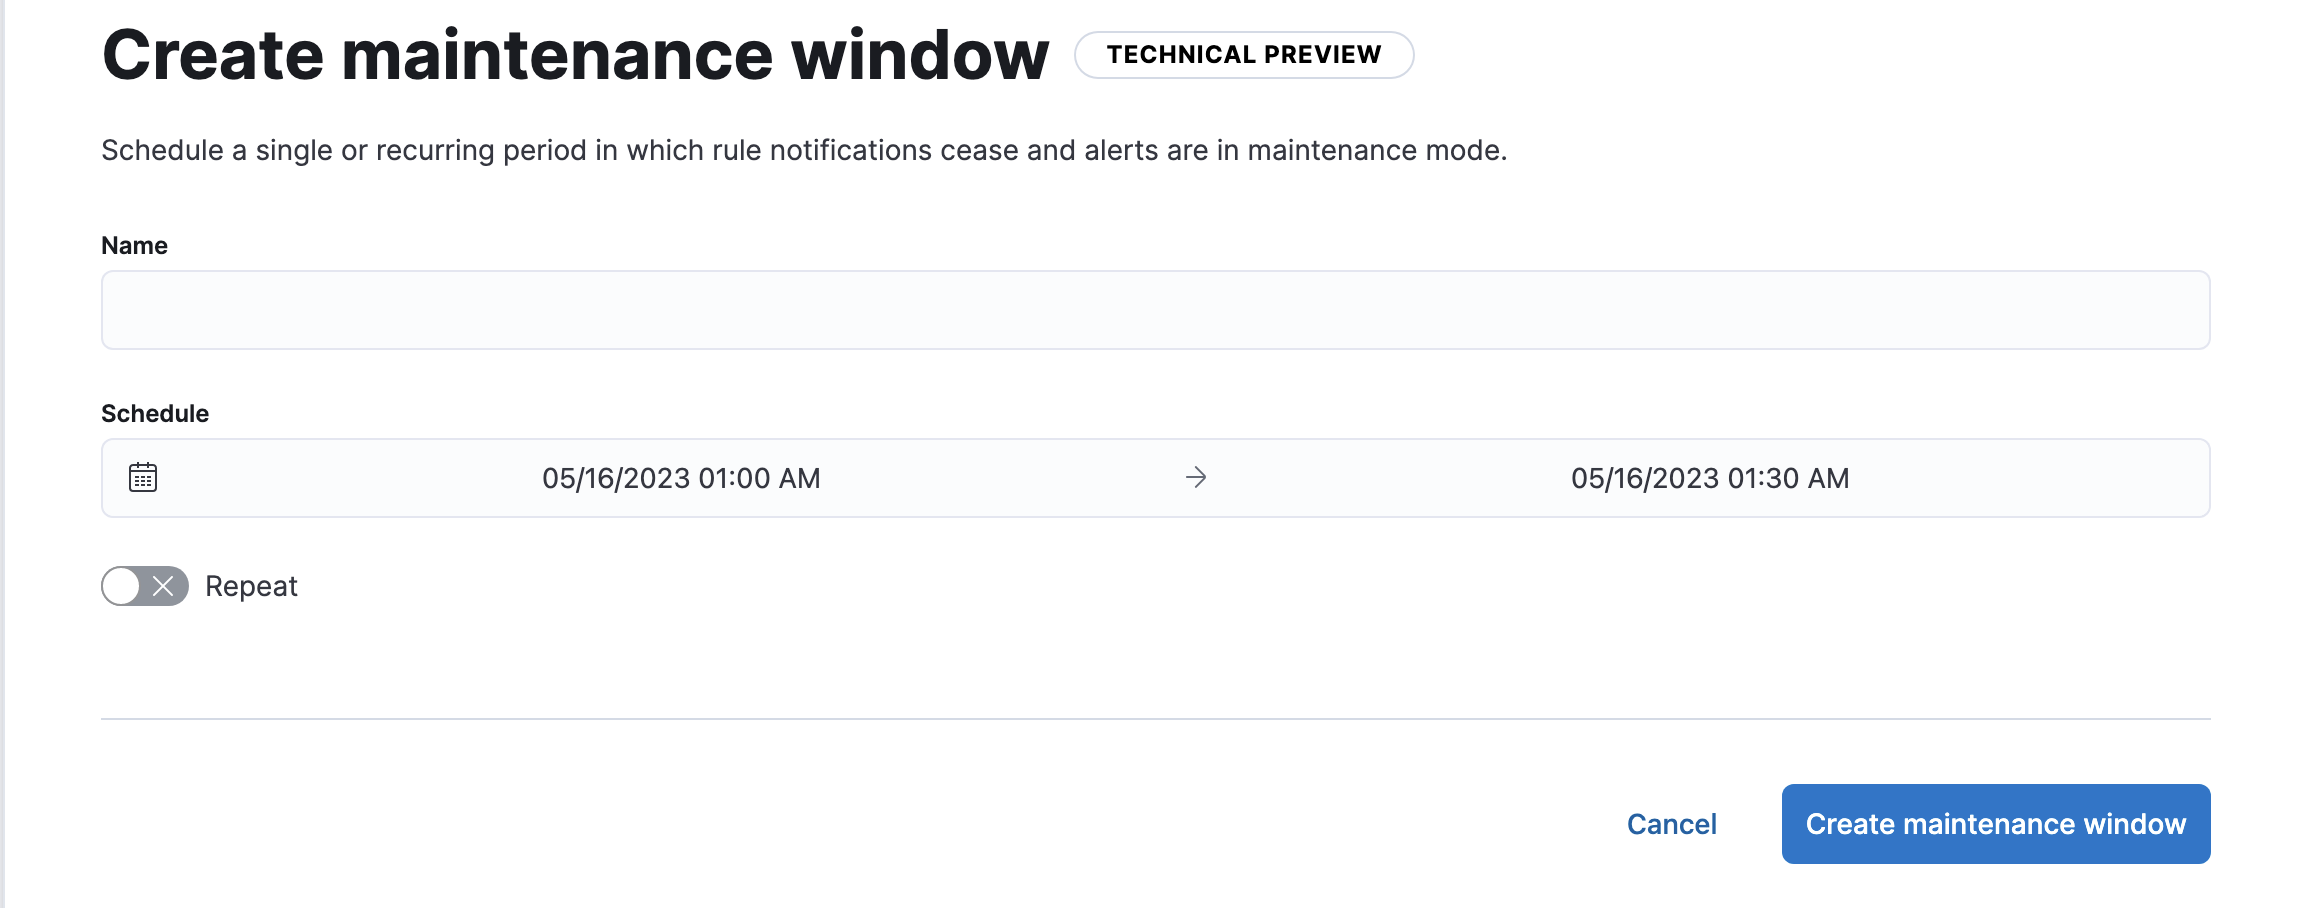 Create maintenance window TECHNICAL PREVIEW
Schedule a single or recurring period in which rule notifications cease and alerts are in maintenance mode.
Name
Schedule
05/16/2023 01:00 AM → 05/16/2023 01:30 AM
Repeat
Cancel Create maintenance window